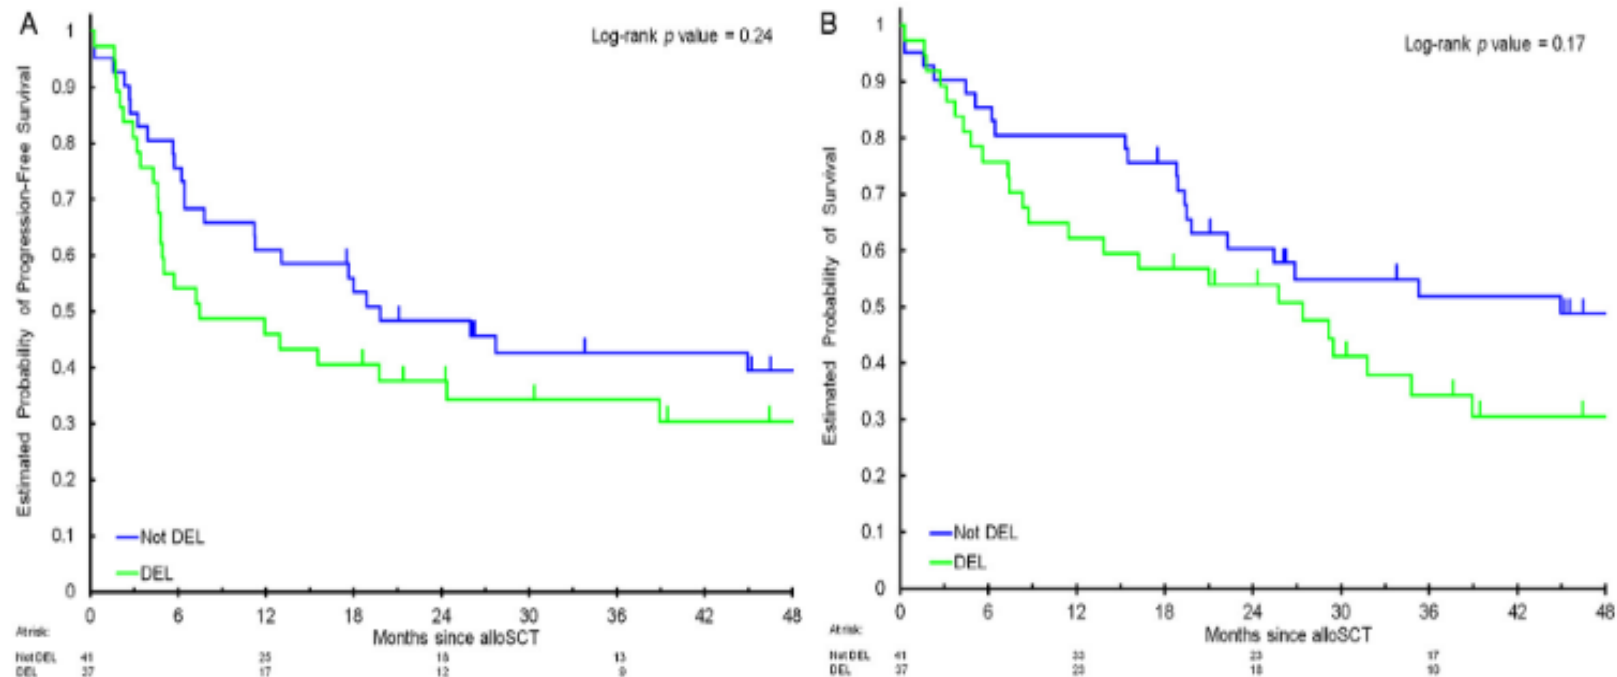 A
Log-rank p value = 0.24
Estimated Probability of Progression-Free Survival
1
0.9
0.8
0.7
0.6
0.5
0.4
0.3
0.2
0.1
0
Not DEL
DEL
0 6 12 18 24 30 36 42 48
Months since alloSCT
At risk:
Not DEL 41 25 18 13
DEL 37 17 12 9
B
Log-rank p value = 0.17
Estimated Probability of Survival
1
0.9
0.8
0.7
0.6
0.5
0.4
0.3
0.2
0.1
0
Not DEL
DEL
0 6 12 18 24 30 36 42 48
Months since alloSCT
At risk:
Not DEL 41 33 23 17
DEL 37 23 18 10